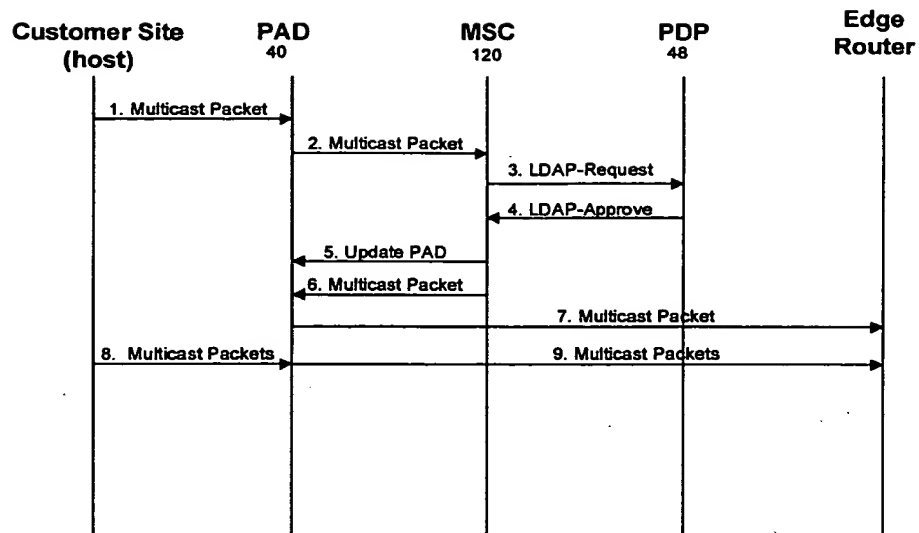 Customer Site
(host)
PAD
40
MSC
120
PDP
48
Edge
Router
1. Multicast Packet
2. Multicast Packet
3. LDAP-Request
4. LDAP-Approve
5. Update PAD
6. Multicast Packet
7. Multicast Packet
8. Multicast Packets
9. Multicast Packets